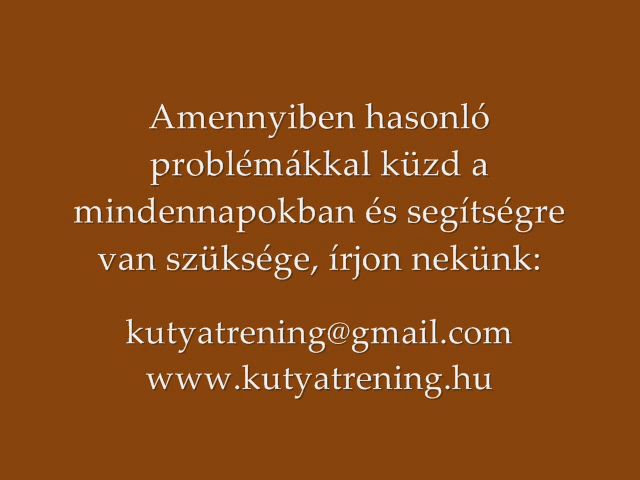 Amennyiben hasonló
problémákkal küzd a
mindennapokban és segítségre
van szüksége, írjon nekünk:
kutyatrening@gmail.com
www.kutyatrening.hu